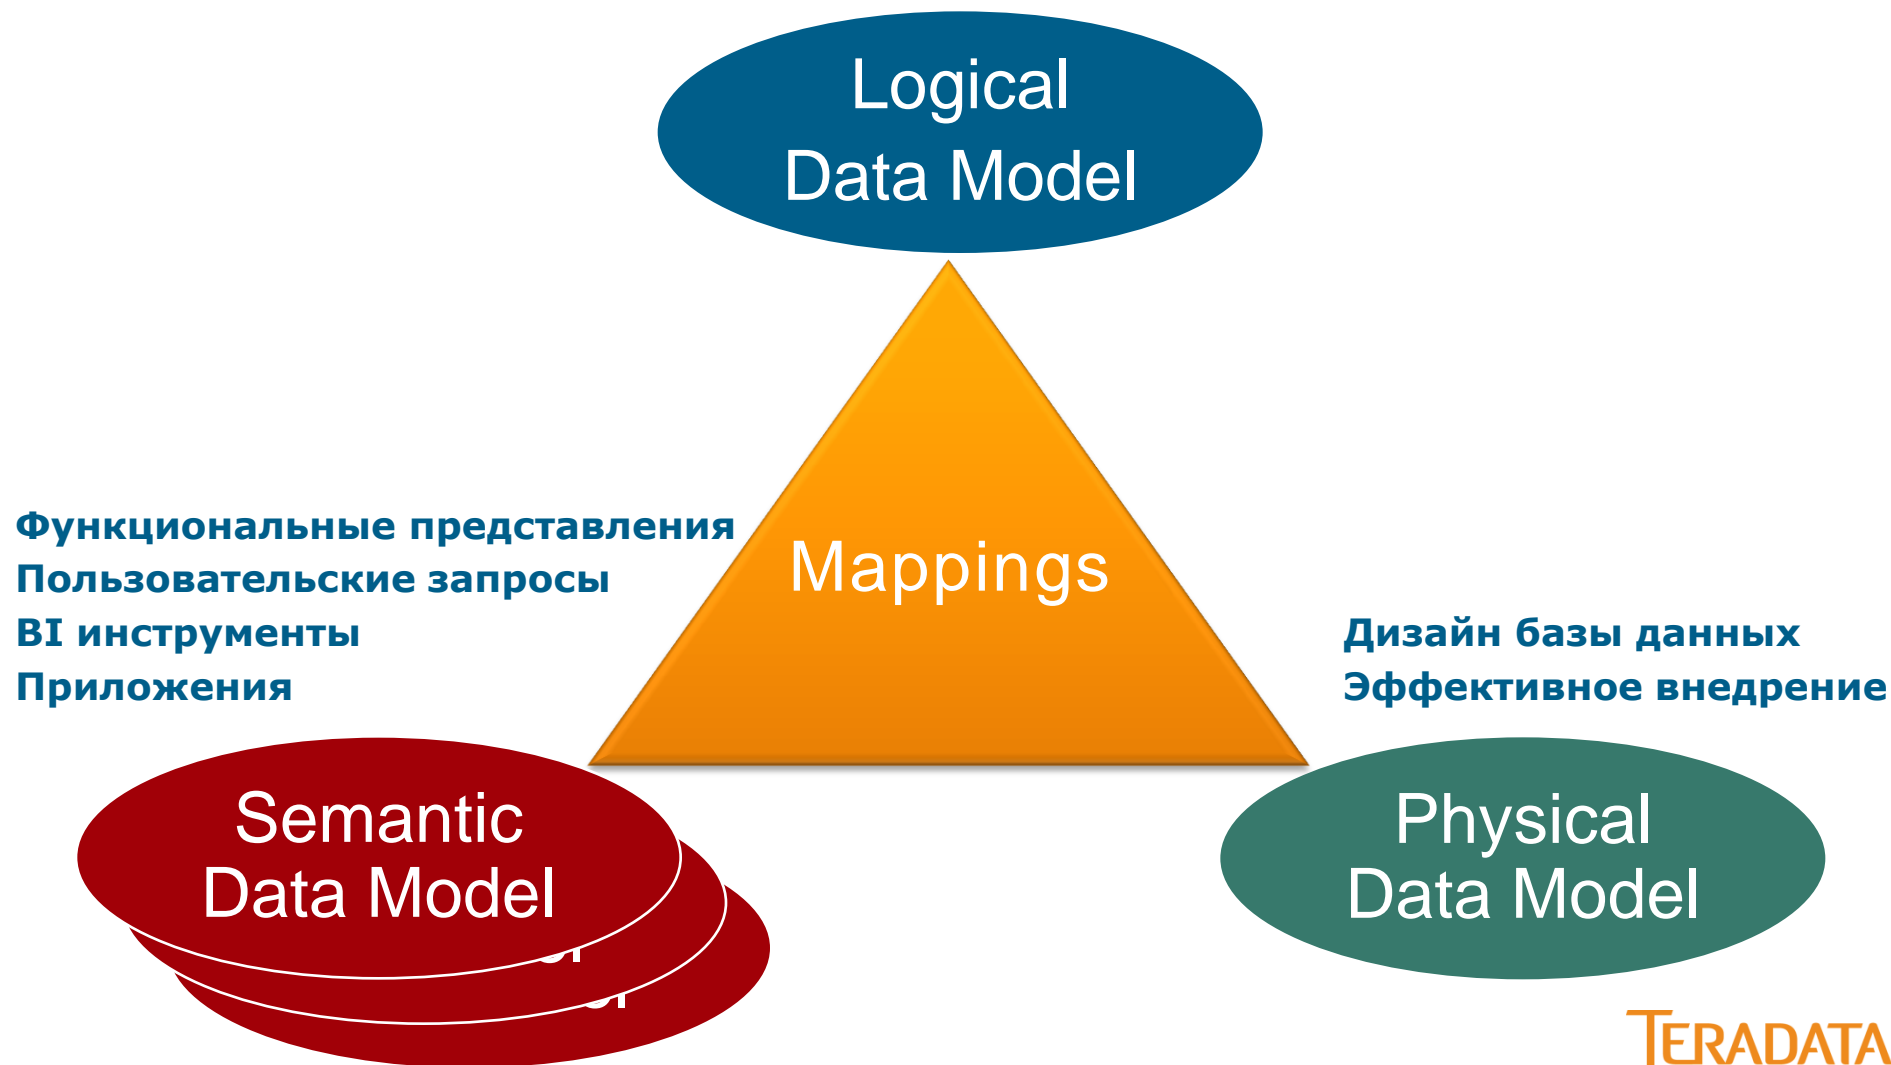 Logical
Data Model
Функциональные представления
Пользовательские запросы
BI инструменты
Приложения
Mappings
Дизайн базы данных
Эффективное внедрение
Semantic
Data Model
Physical
Data Model
TERADATA